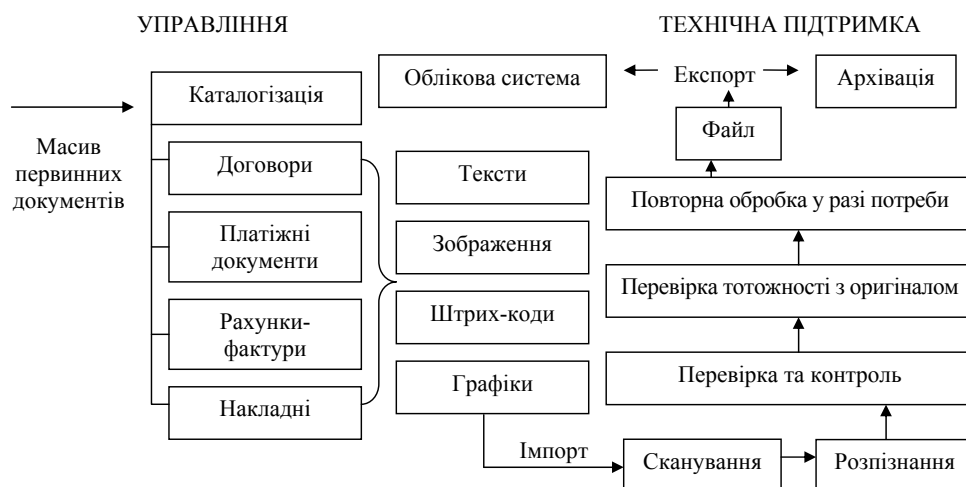 УПРАВЛІННЯ
ТЕХНІЧНА ПІДТРИМКА
Масив
первинних
документів
Каталогізація
Договори
Платіжні
документи
Рахунки-
фактури
Накладні
Облікова система
Експорт
Архівація
Тексти
Зображення
Штрих-коди
Графіки
Імпорт
Сканування
Розпізнання
Перевірка та контроль
Перевірка тотожності з оригіналом
Повторна обробка у разі потреби
Файл